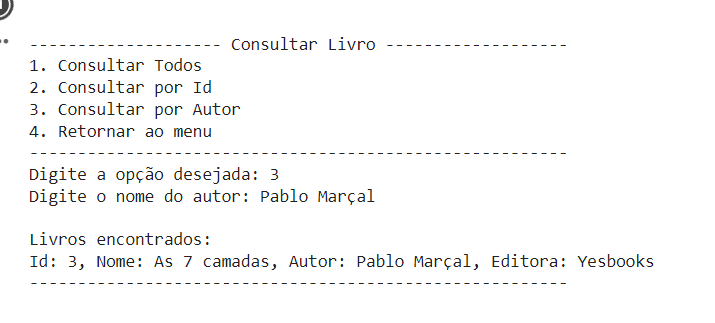 -------------------- Consultar Livro -------------------
1. Consultar Todos
2. Consultar por Id
3. Consultar por Autor
4. Retornar ao menu
--------------------------------------------------------
Digite a opção desejada: 3
Digite o nome do autor: Pablo Marçal
Livros encontrados:
Id: 3, Nome: As 7 camadas, Autor: Pablo Marçal, Editora: Yesbooks
--------------------------------------------------------